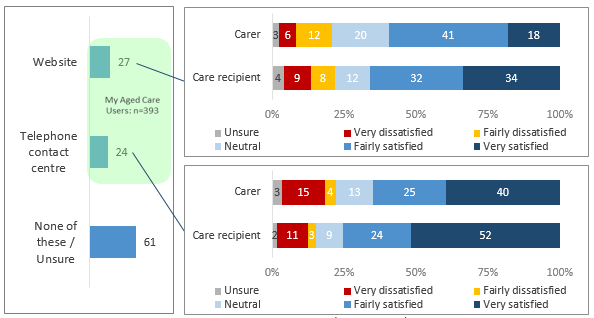 Website
27
My Aged Care
Users: n=393
Telephone
contact
centre
24
None of
these /
Unsure
61
Carer
3 6 12 20 41 18
Care recipient
4 9 8 12 32 34
0% 25% 50% 75% 100%
Unsure Very dissatisfied Fairly dissatisfied
Neutral Fairly satisfied Very satisfied
Carer
3 15 4 13 25 40
Care recipient
2 11 3 9 24 52
0% 25% 50% 75% 100%
Unsure Very dissatisfied Fairly dissatisfied
Neutral Fairly satisfied Very satisfied